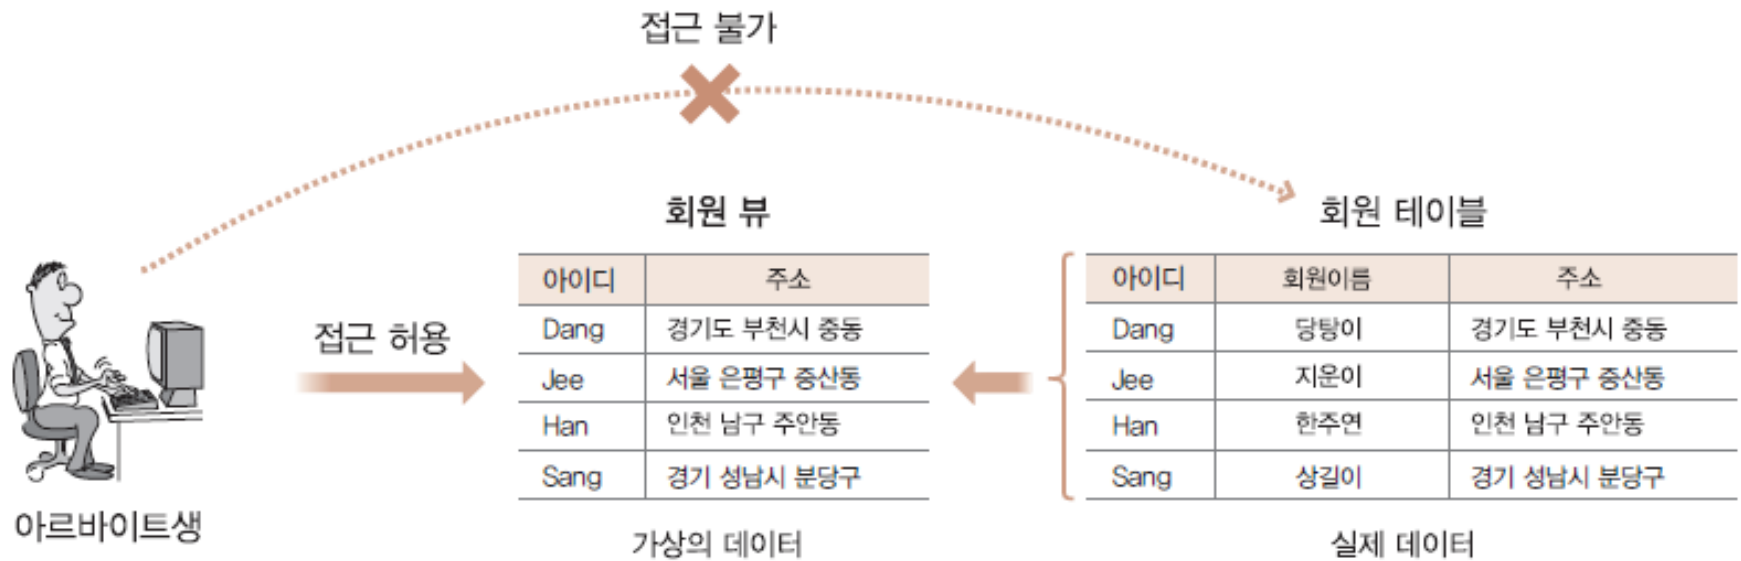 접근 불가
회원 뷰
회원 테이블
접근 허용
아이디 주소
Dang 경기도 부천시 중동
Jee 서울 은평구 증산동
Han 인천 남구 주안동
Sang 경기 성남시 분당구
아이디 회원이름 주소
Dang 당탕이 경기도 부천시 중동
Jee 지운이 서울 은평구 증산동
Han 한주연 인천 남구 주안동
Sang 상길이 경기 성남시 분당구
아르바이트생
가상의 데이터
실제 데이터